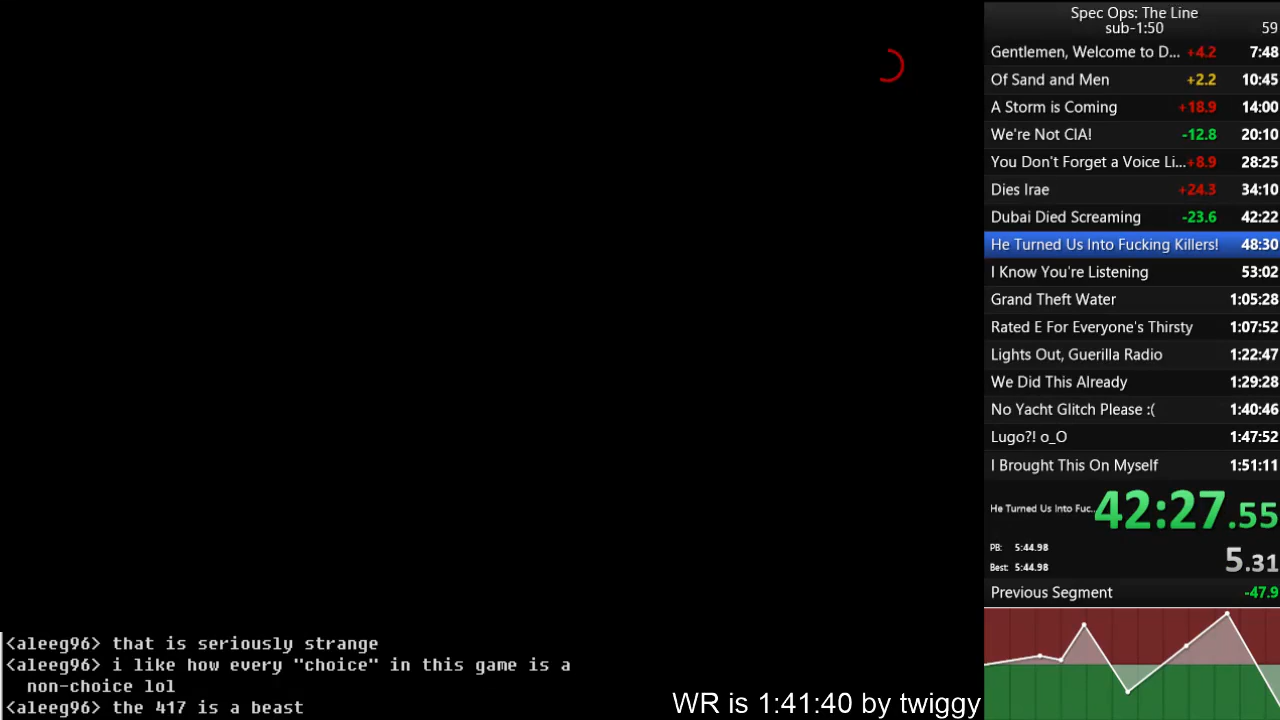 Spec Ops: The Line
sub-1:50 59
Gentlemen, Welcome to D... +4.2 7:48
Of Sand and Men +2.2 10:45
A Storm is Coming +18.9 14:00
We're Not CIA! -12.8 20:10
You Don't Forget a Voice Li... +8.9 28:25
Dies Irae +24.3 34:10
Dubai Died Screaming -23.6 42:22
He Turned Us Into Fucking Killers! 48:30
I Know You're Listening 53:02
Grand Theft Water 1:05:28
Rated E For Everyone's Thirsty 1:07:52
Lights Out, Guerilla Radio 1:22:47
We Did This Already 1:29:28
No Yacht Glitch Please :( 1:40:46
Lugo?! o_O 1:47:52
I Brought This On Myself 1:51:11
He Turned Us Into Fuc... 42:27.55
PB: 5:44.98
Best: 5:44.98 5.31
Previous Segment -47.9
<aleeg96> that is seriously strange
<aleeg96> i like how every "choice" in this game is a
non-choice lol
<aleeg96> the 417 is a beast
WR is 1:41:40 by twiggy